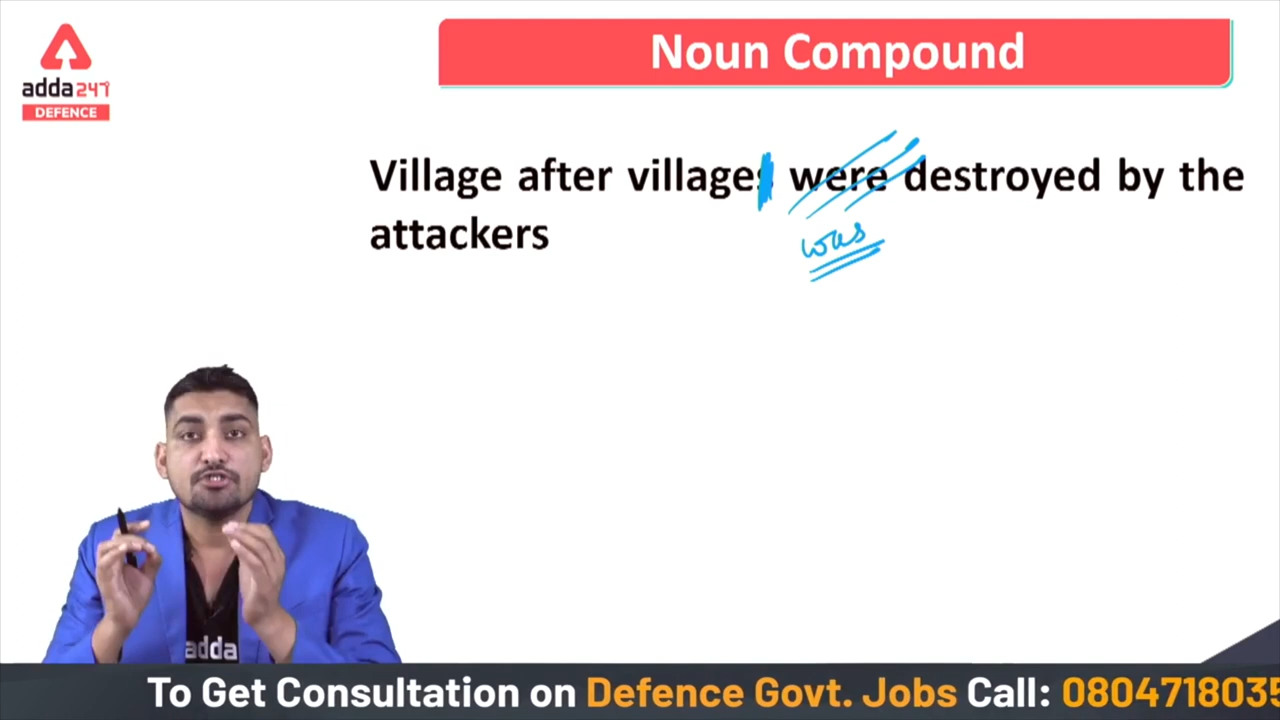 Noun Compound
adda247
DEFENCE
Village after villages were destroyed by the
attackers
was
adda
To Get Consultation on Defence Govt. Jobs Call: 0804718035